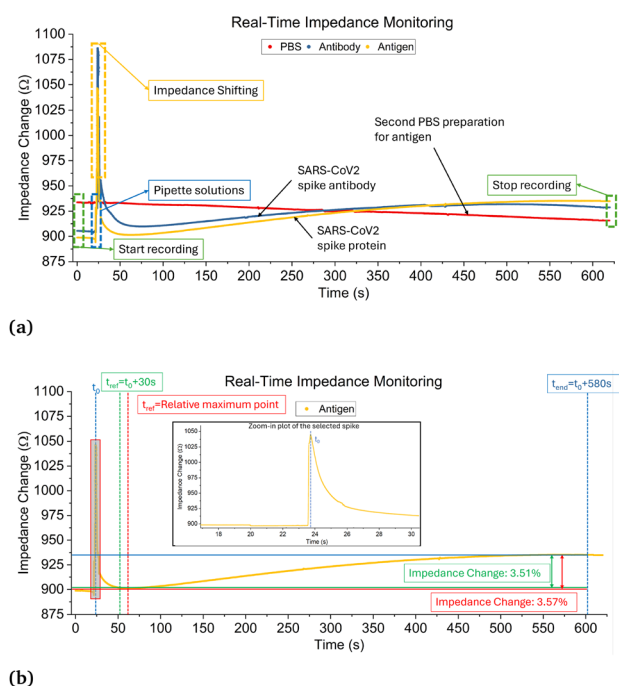 Real-Time Impedance Monitoring
PBS Antibody Antigen
Impedance Change (Ω)
1100
1075
1050
1025
1000
975
950
925
900
875
Impedance Shifting
Pipette solutions
Start recording
SARS-CoV2
spike antibody
SARS-CoV2
spike protein
Second PBS preparation
for antigen
Stop recording
0 50 100 150 200 250 300 350 400 450 500 550 600
Time (s)
(a)
tref=t0+30s
t0
tend=t0+580s
Real-Time Impedance Monitoring
tref=Relative maximum point
Antigen
Impedance Change (Ω)
1100
1075
1050
1025
1000
975
950
925
900
875
Zoom-in plot of the selected spike
t0
Impedance Change (Ω)
1050
1025
1000
975
950
925
900
18 20 22 24 26 28 30
Time (s)
Impedance Change: 3.51%
Impedance Change: 3.57%
0 50 100 150 200 250 300 350 400 450 500 550 600
Time (s)
(b)